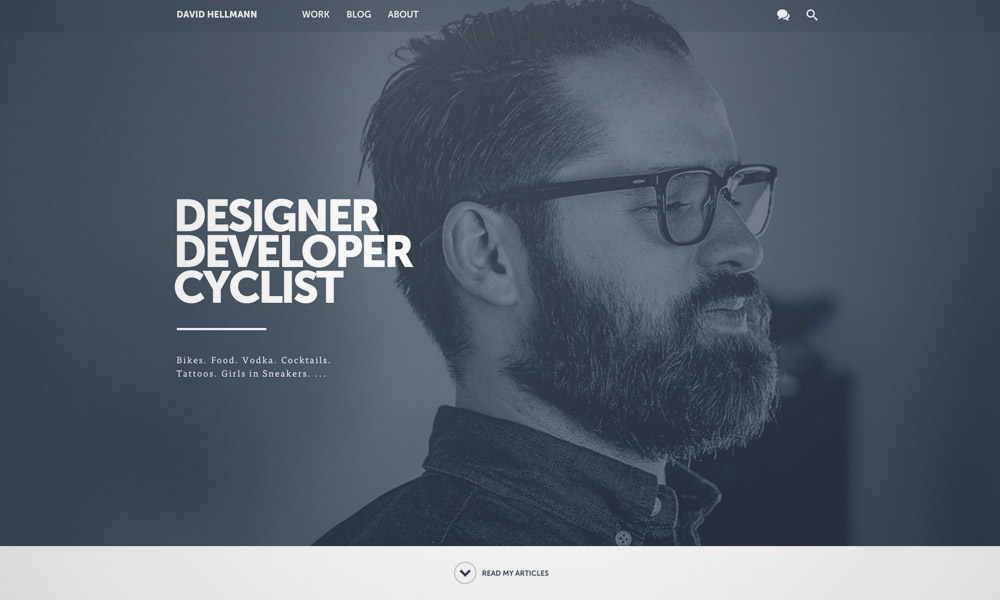 DAVID HELLMANN WORK BLOG ABOUT
DESIGNER
DEVELOPER
CYCLIST
Bikes. Food. Vodka. Cocktails.
Tattoos. Girls in Sneakers. ...
READ MY ARTICLES